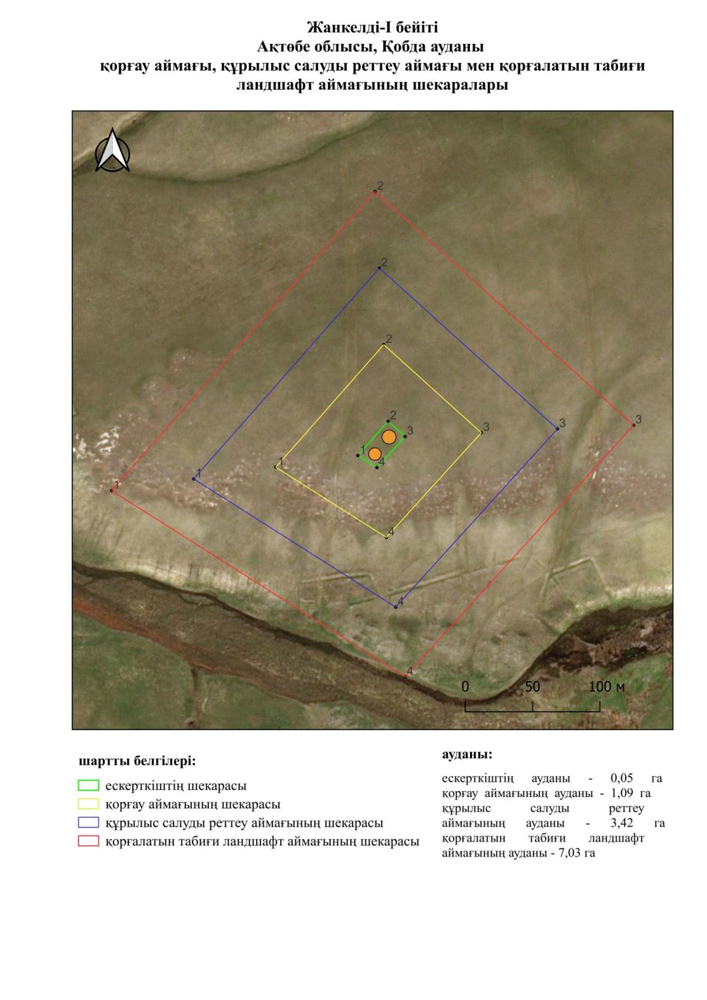 Жанкелді-I бейіті
Ақтөбе облысы, Қобда ауданы
қорғау аймағы, құрылыс салуды реттеу аймағы мен қорғалатын табиғи
ландшафт аймағының шекаралары
2
2
2
2
3
3
3
3
1
4
1
1
1
4
4
4
0 50 100 м
шартты белгілері:
ескерткіштің шекарасы
қорғау аймағының шекарасы
құрылыс салуды реттеу аймағының шекарасы
қорғалатын табиғи ландшафт аймағының шекарасы
ауданы:
ескерткіштің ауданы - 0,05 га
қорғау аймағының ауданы - 1,09 га
құрылыс салуды реттеу
аймағының ауданы - 3,42 га
қорғалатын табиғи ландшафт
аймағының ауданы - 7,03 га